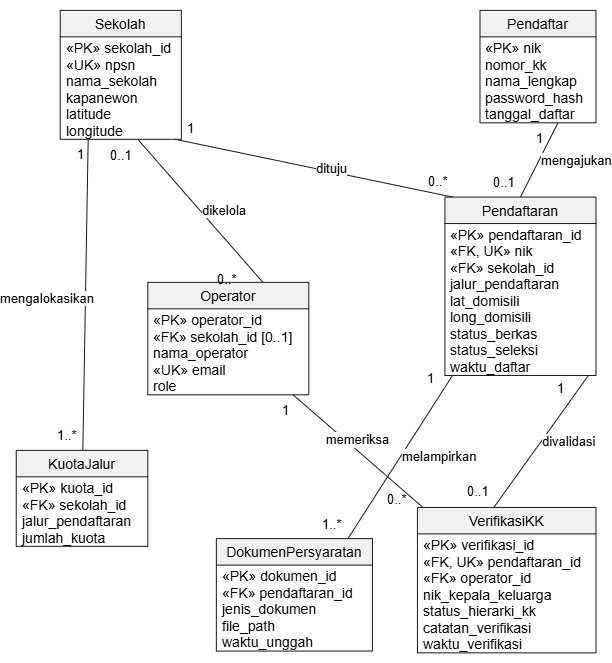 Sekolah
«PK» sekolah_id
«UK» npsn
nama_sekolah
kapanewon
latitude
longitude
Pendaftar
«PK» nik
nomor_kk
nama_lengkap
password_hash
tanggal_daftar
1
0..1
1
dituju
0..*
1
mengajukan
0..1
dikelola
0..*
Pendaftaran
«PK» pendaftaran_id
«FK, UK» nik
«FK» sekolah_id
jalur_pendaftaran
lat_domisili
long_domisili
status_berkas
status_seleksi
waktu_daftar
Operator
«PK» operator_id
«FK» sekolah_id [0..1]
nama_operator
«UK» email
role
mengalokasikan
1..*
1
memeriksa
0..*
1
melampirkan
1..*
1
divalidasi
0..1
KuotaJalur
«PK» kuota_id
«FK» sekolah_id
jalur_pendaftaran
jumlah_kuota
DokumenPersyaratan
«PK» dokumen_id
«FK» pendaftaran_id
jenis_dokumen
file_path
waktu_unggah
VerifikasiKK
«PK» verifikasi_id
«FK, UK» pendaftaran_id
«FK» operator_id
nik_kepala_keluarga
status_hierarki_kk
catatan_verifikasi
waktu_verifikasi